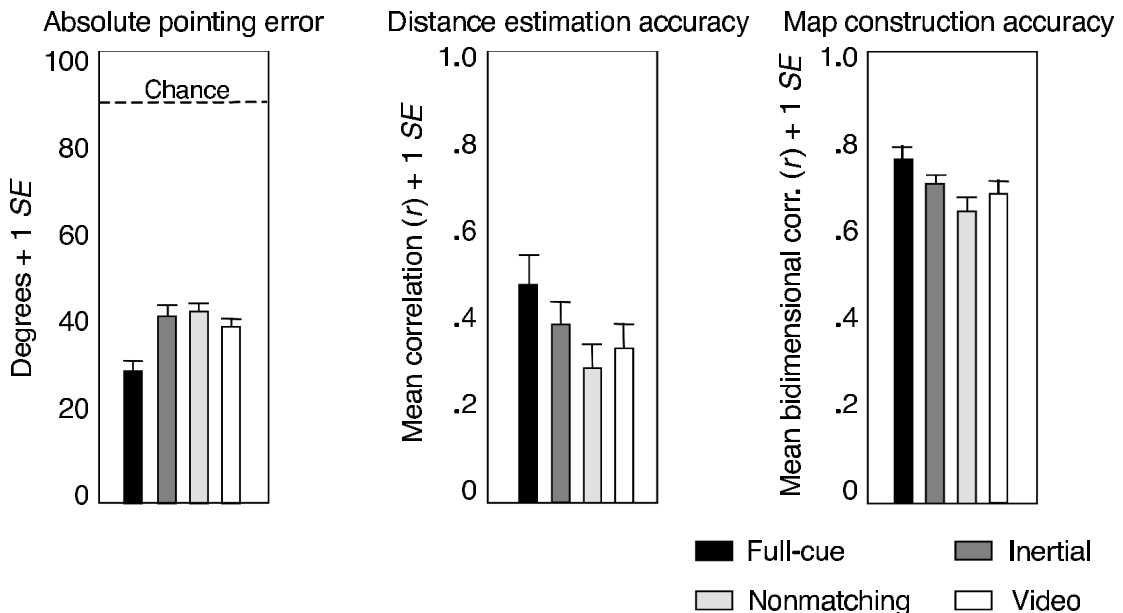 Absolute pointing error
Degrees + 1 SE
100
80
60
40
20
0
Chance
Distance estimation accuracy
Mean correlation (r) + 1 SE
1.0
.8
.6
.4
.2
0
Map construction accuracy
Mean bidimensional corr. (r) + 1 SE
1.0
.8
.6
.4
.2
0
Full-cue
Inertial
Nonmatching
Video